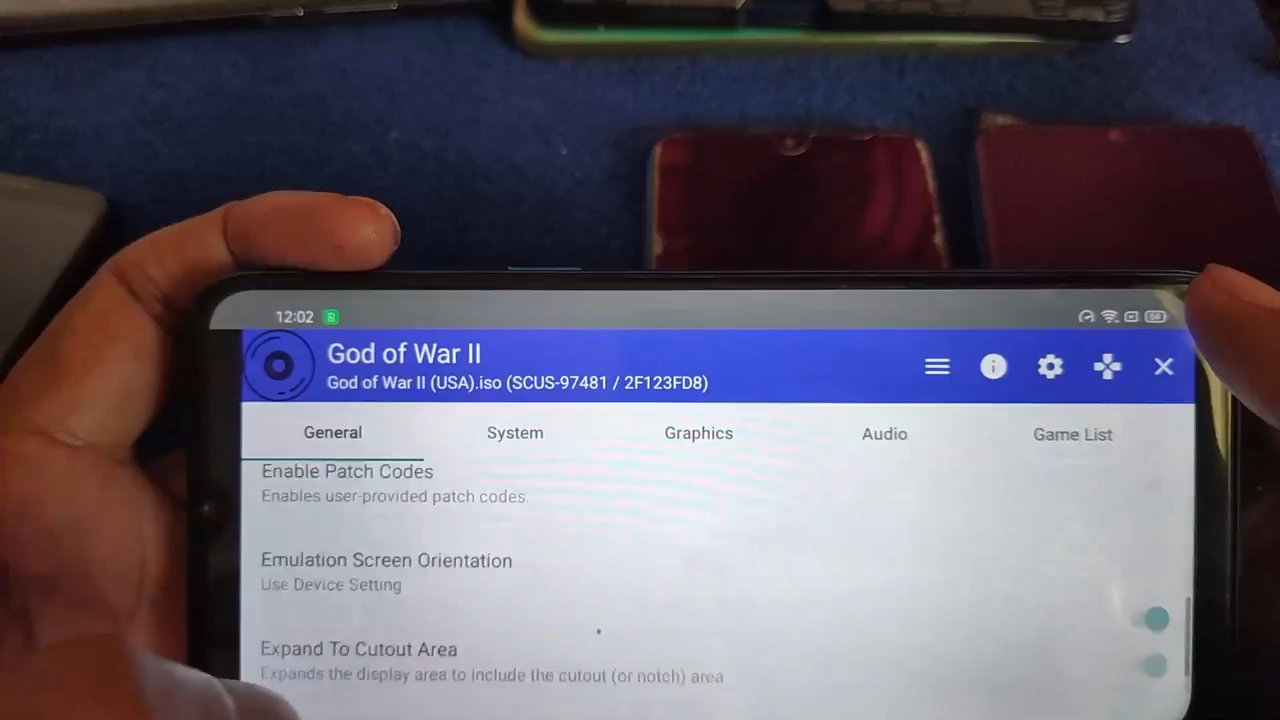 12:02
God of War II
God of War II (USA).iso (SCUS-97481 / 2F123FD8)
General System Graphics Audio Game List
Enable Patch Codes
Enables user-provided patch codes.
Emulation Screen Orientation
Use Device Setting
Expand To Cutout Area
Expands the display area to include the cutout (or notch) area